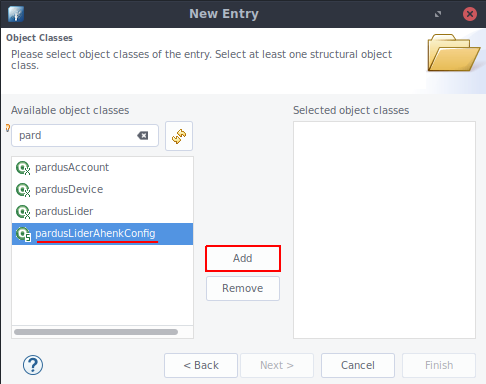 New Entry
Object Classes
Please select object classes of the entry. Select at least one structural object
class.
Available object classes
Selected object classes
pard
pardusAccount
pardusDevice
pardusLider
pardusLiderAhenkConfig
Add
Remove
?
< Back
Next >
Cancel
Finish